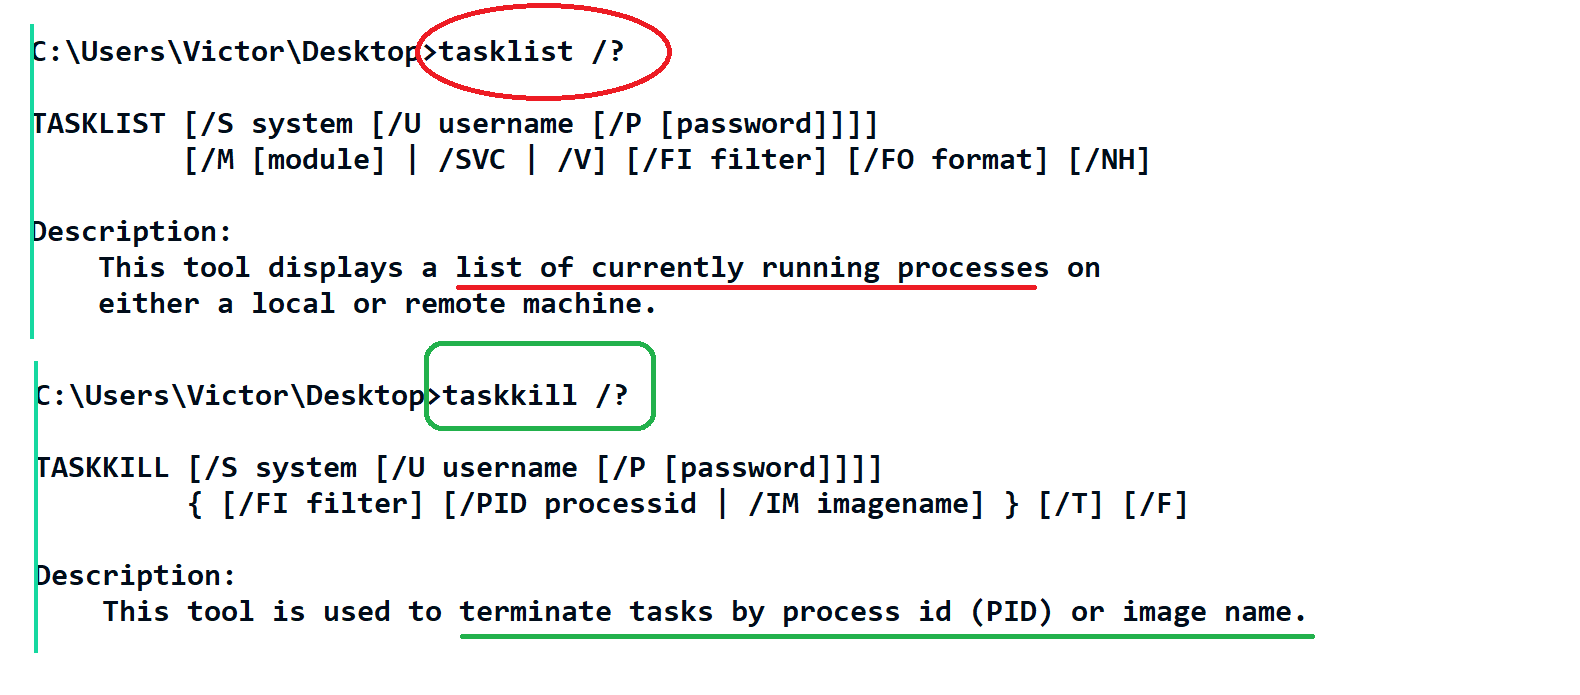 C:\Users\Victor\Desktop>tasklist /?
TASKLIST [/S system [/U username [/P [password]]]]
[/M [module] | /SVC | /V] [/FI filter] [/FO format] [/NH]
Description:
This tool displays a list of currently running processes on
either a local or remote machine.
C:\Users\Victor\Desktop>taskkill /?
TASKKILL [/S system [/U username [/P [password]]]]
{ [/FI filter] [/PID processid | /IM imagename] } [/T] [/F]
Description:
This tool is used to terminate tasks by process id (PID) or image name.